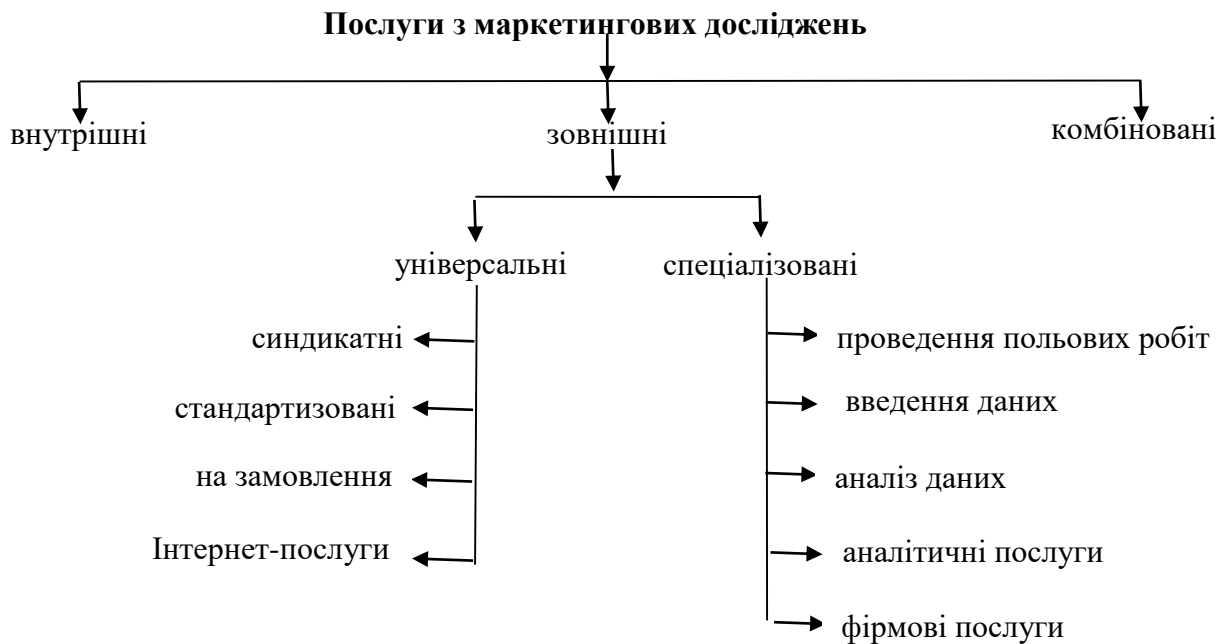 Послуги з маркетингових досліджень
внутрішні
зовнішні
комбіновані
універсальні
спеціалізовані
синдикатні
стандартизовані
на замовлення
Інтернет-послуги
проведення польових робіт
введення даних
аналіз даних
аналітичні послуги
фірмові послуги